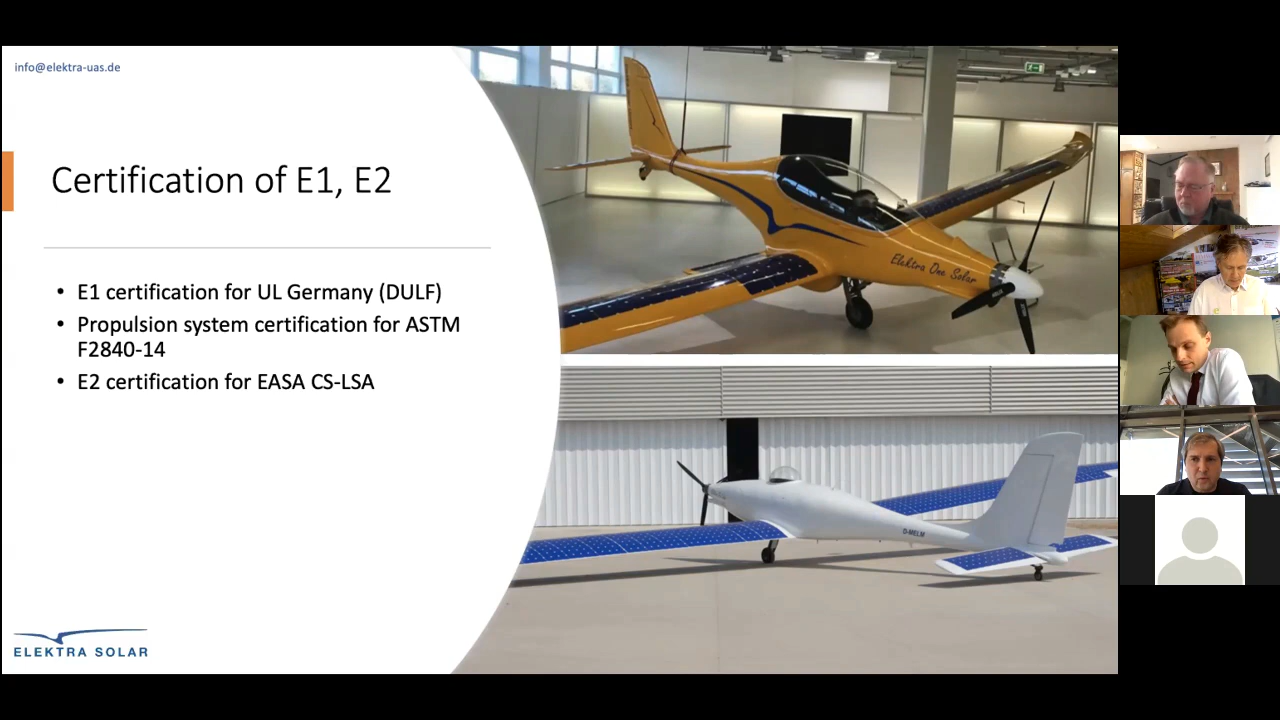 info@elektra-uas.de
Certification of E1, E2
• E1 certification for UL Germany (DULF)
• Propulsion system certification for ASTM
F2840-14
• E2 certification for EASA CS-LSA
Elektra One Solar
D-MELM
ELEKTRA SOLAR